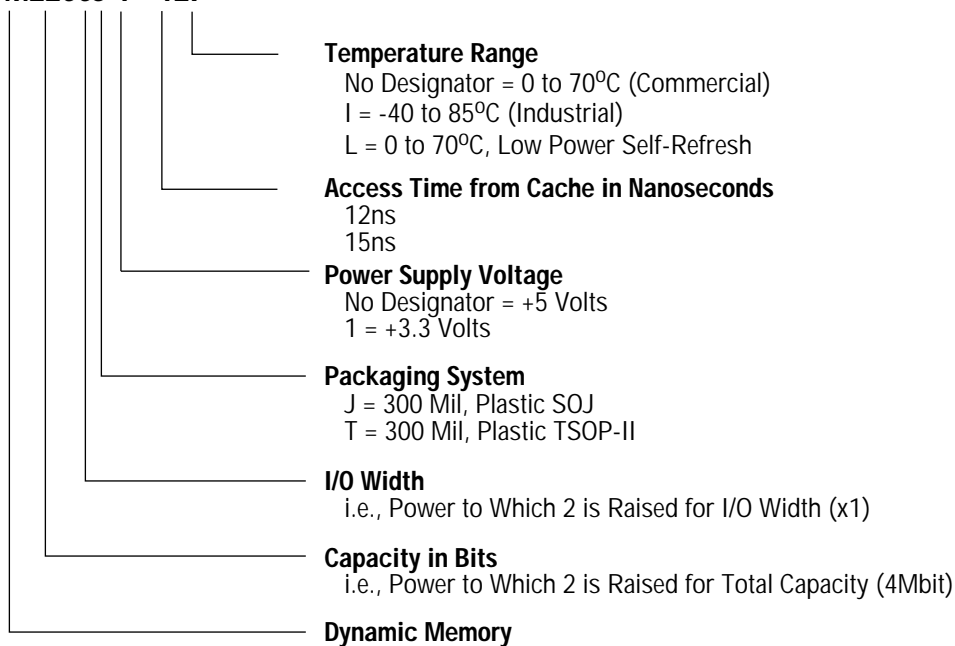 Temperature Range
No Designator = 0 to 70ºC (Commercial)
I = -40 to 85ºC (Industrial)
L = 0 to 70ºC, Low Power Self-Refresh
Access Time from Cache in Nanoseconds
12ns
15ns
Power Supply Voltage
No Designator = +5 Volts
1 = +3.3 Volts
Packaging System
J = 300 Mil, Plastic SOJ
T = 300 Mil, Plastic TSOP-II
I/O Width
i.e., Power to Which 2 is Raised for I/O Width (x1)
Capacity in Bits
i.e., Power to Which 2 is Raised for Total Capacity (4Mbit)
Dynamic Memory